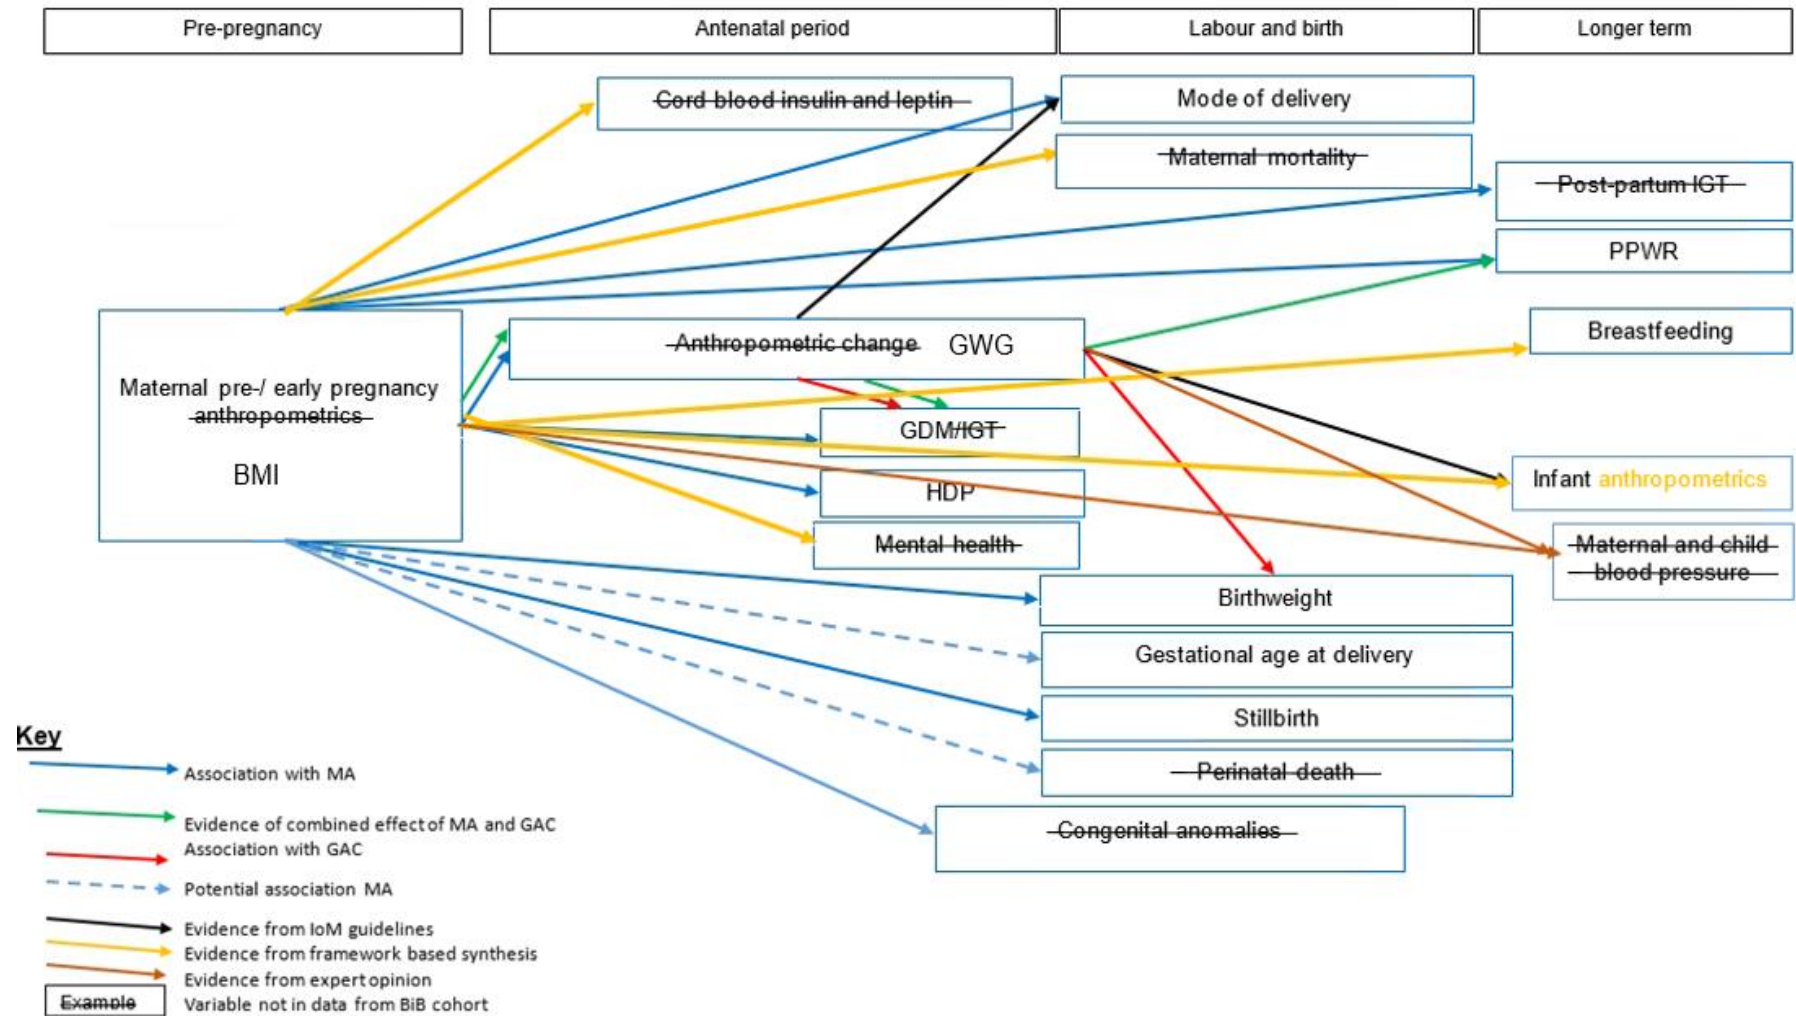 Pre-pregnancy
Antenatal period
Labour and birth
Longer term
Cord blood insulin and leptin
Mode of delivery
Maternal mortality
Post-partum IGT
PPWR
Anthropometric change GWG
Breastfeeding
Maternal pre-/ early pregnancy
anthropometrics
BMI
GDM/IGT
HDP
Mental health
Infant anthropometrics
Maternal and child
blood pressure
Birthweight
Gestational age at delivery
Stillbirth
Perinatal death
Congenital anomalies
Key
Association with MA
Evidence of combined effect of MA and GAC
Association with GAC
Potential association MA
Evidence from IoM guidelines
Evidence from framework based synthesis
Evidence from expert opinion
Example
Variable not in data from BiB cohort